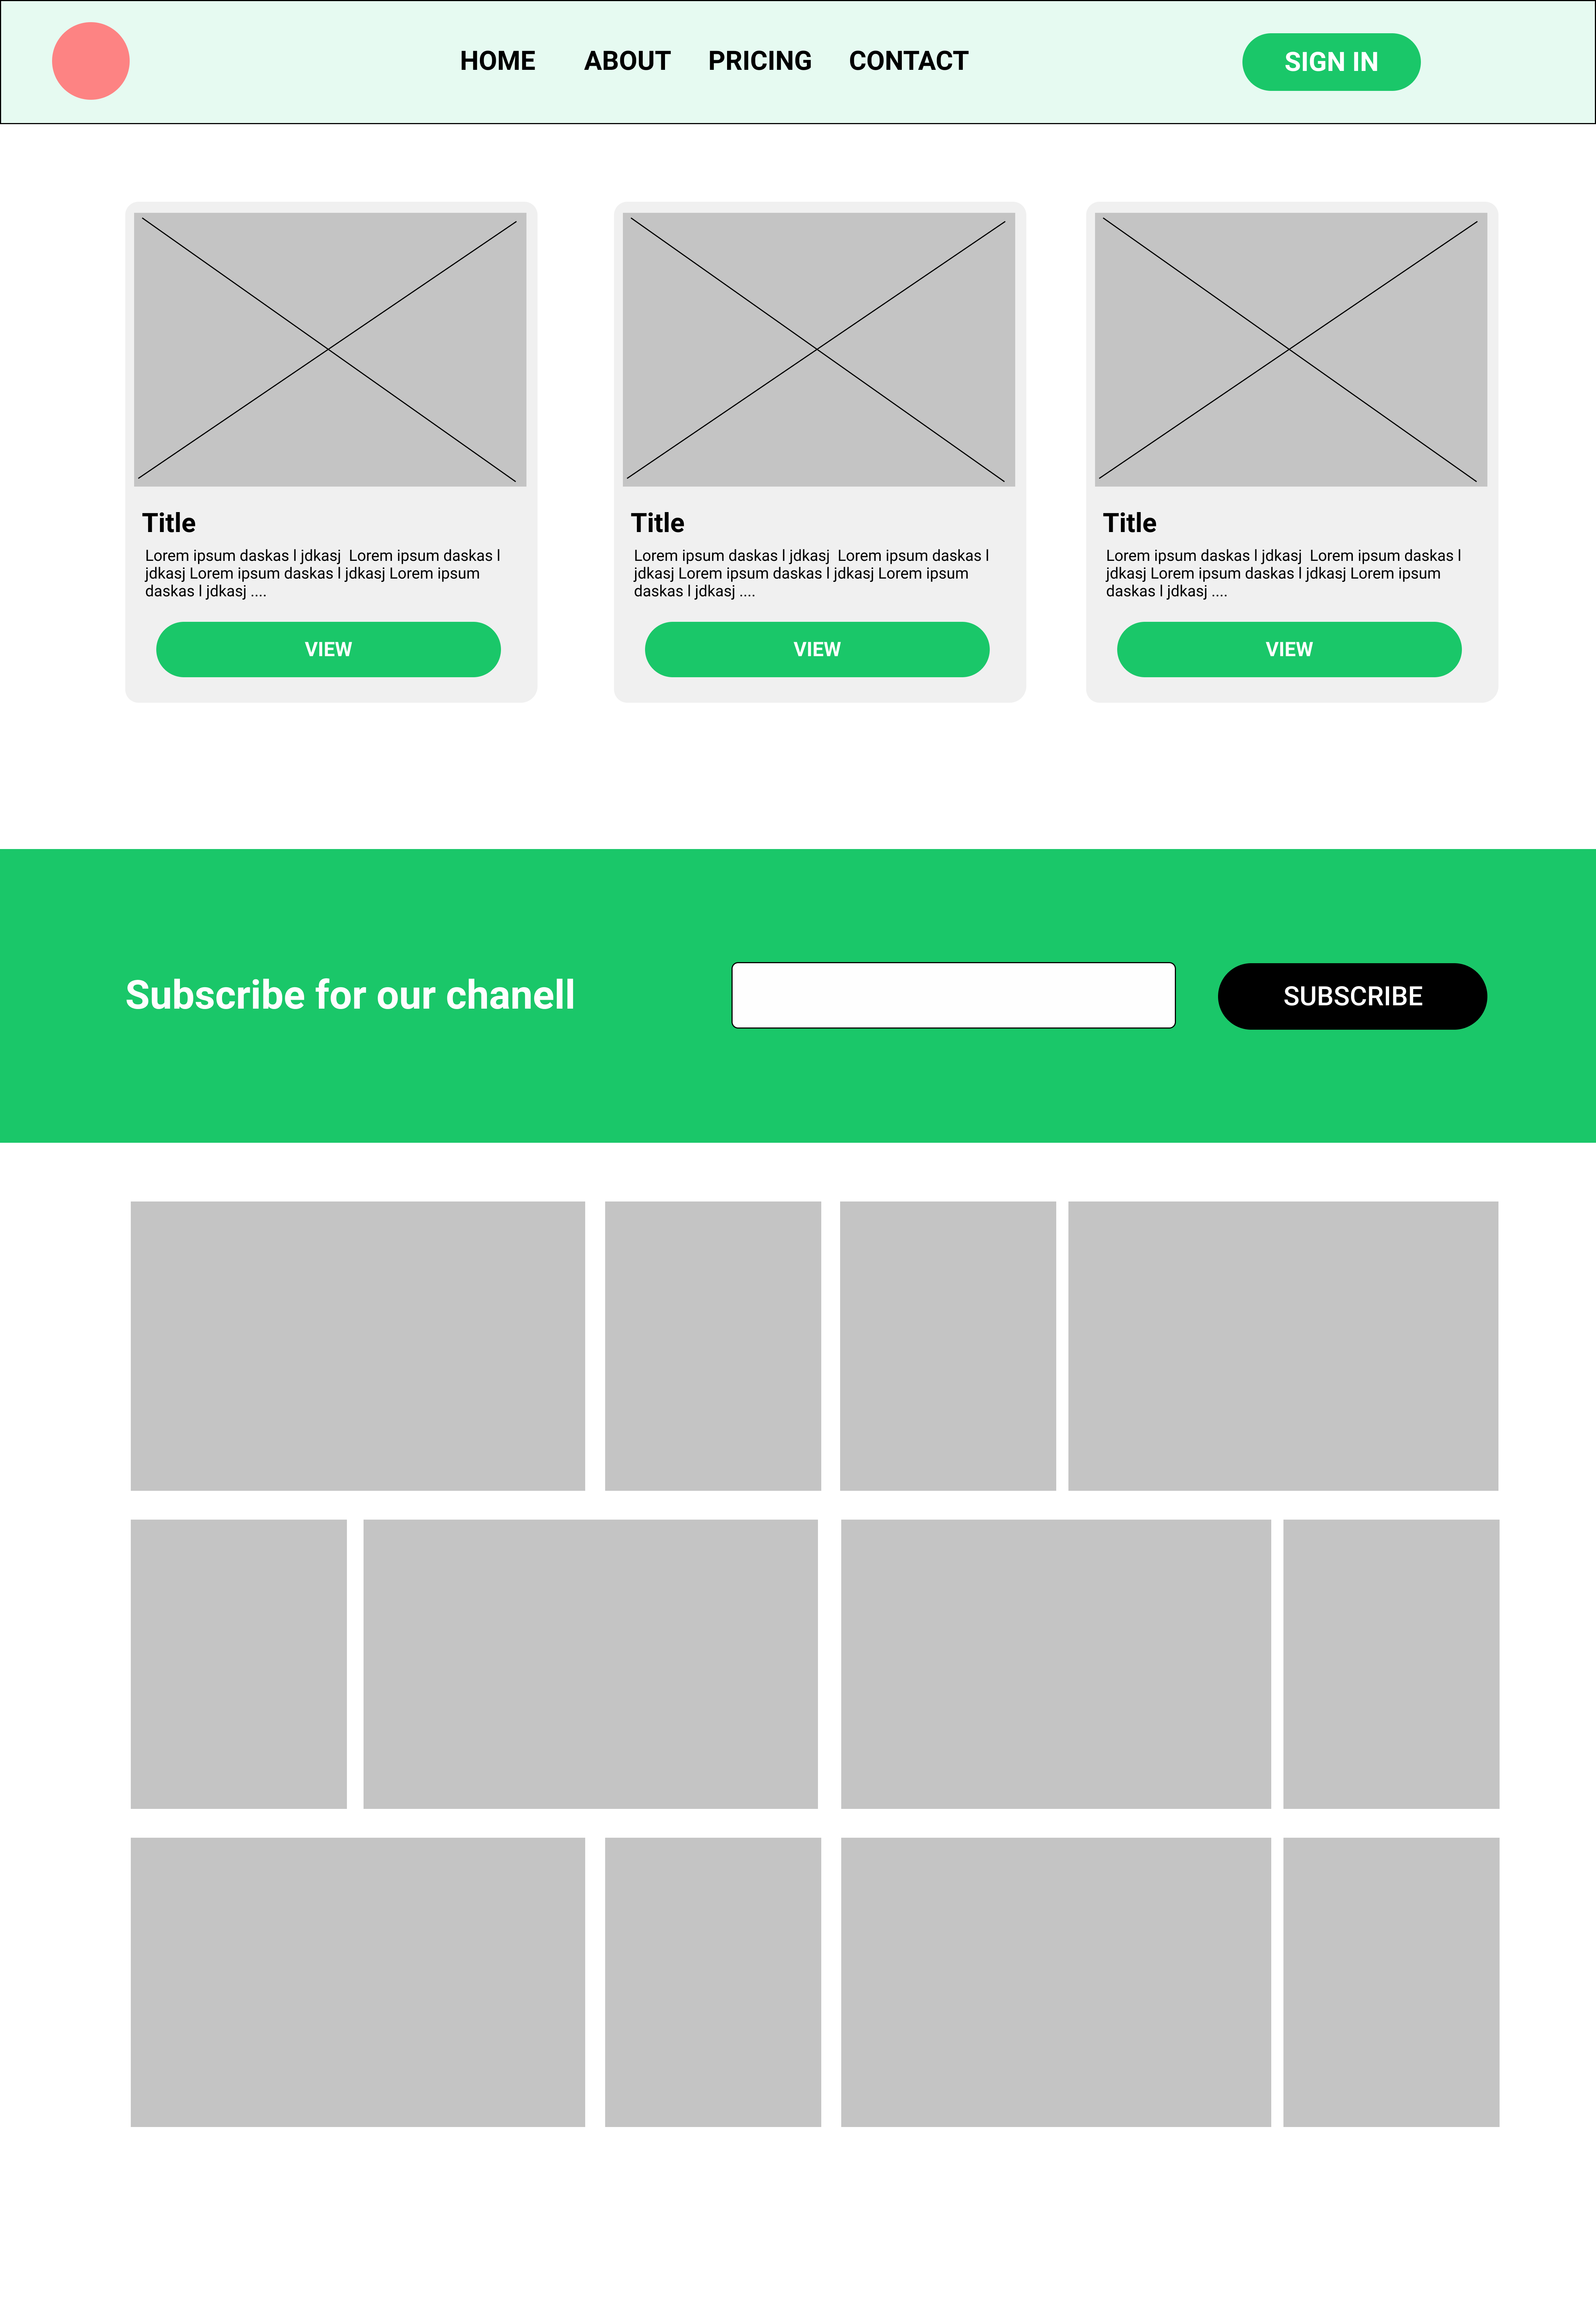 HOME ABOUT PRICING CONTACT SIGN IN
Title
Lorem ipsum daskas l jdkasj  Lorem ipsum daskas l
jdkasj Lorem ipsum daskas l jdkasj Lorem ipsum
daskas l jdkasj ....
VIEW
Title
Lorem ipsum daskas l jdkasj  Lorem ipsum daskas l
jdkasj Lorem ipsum daskas l jdkasj Lorem ipsum
daskas l jdkasj ....
VIEW
Title
Lorem ipsum daskas l jdkasj  Lorem ipsum daskas l
jdkasj Lorem ipsum daskas l jdkasj Lorem ipsum
daskas l jdkasj ....
VIEW
Subscribe for our chanell
SUBSCRIBE